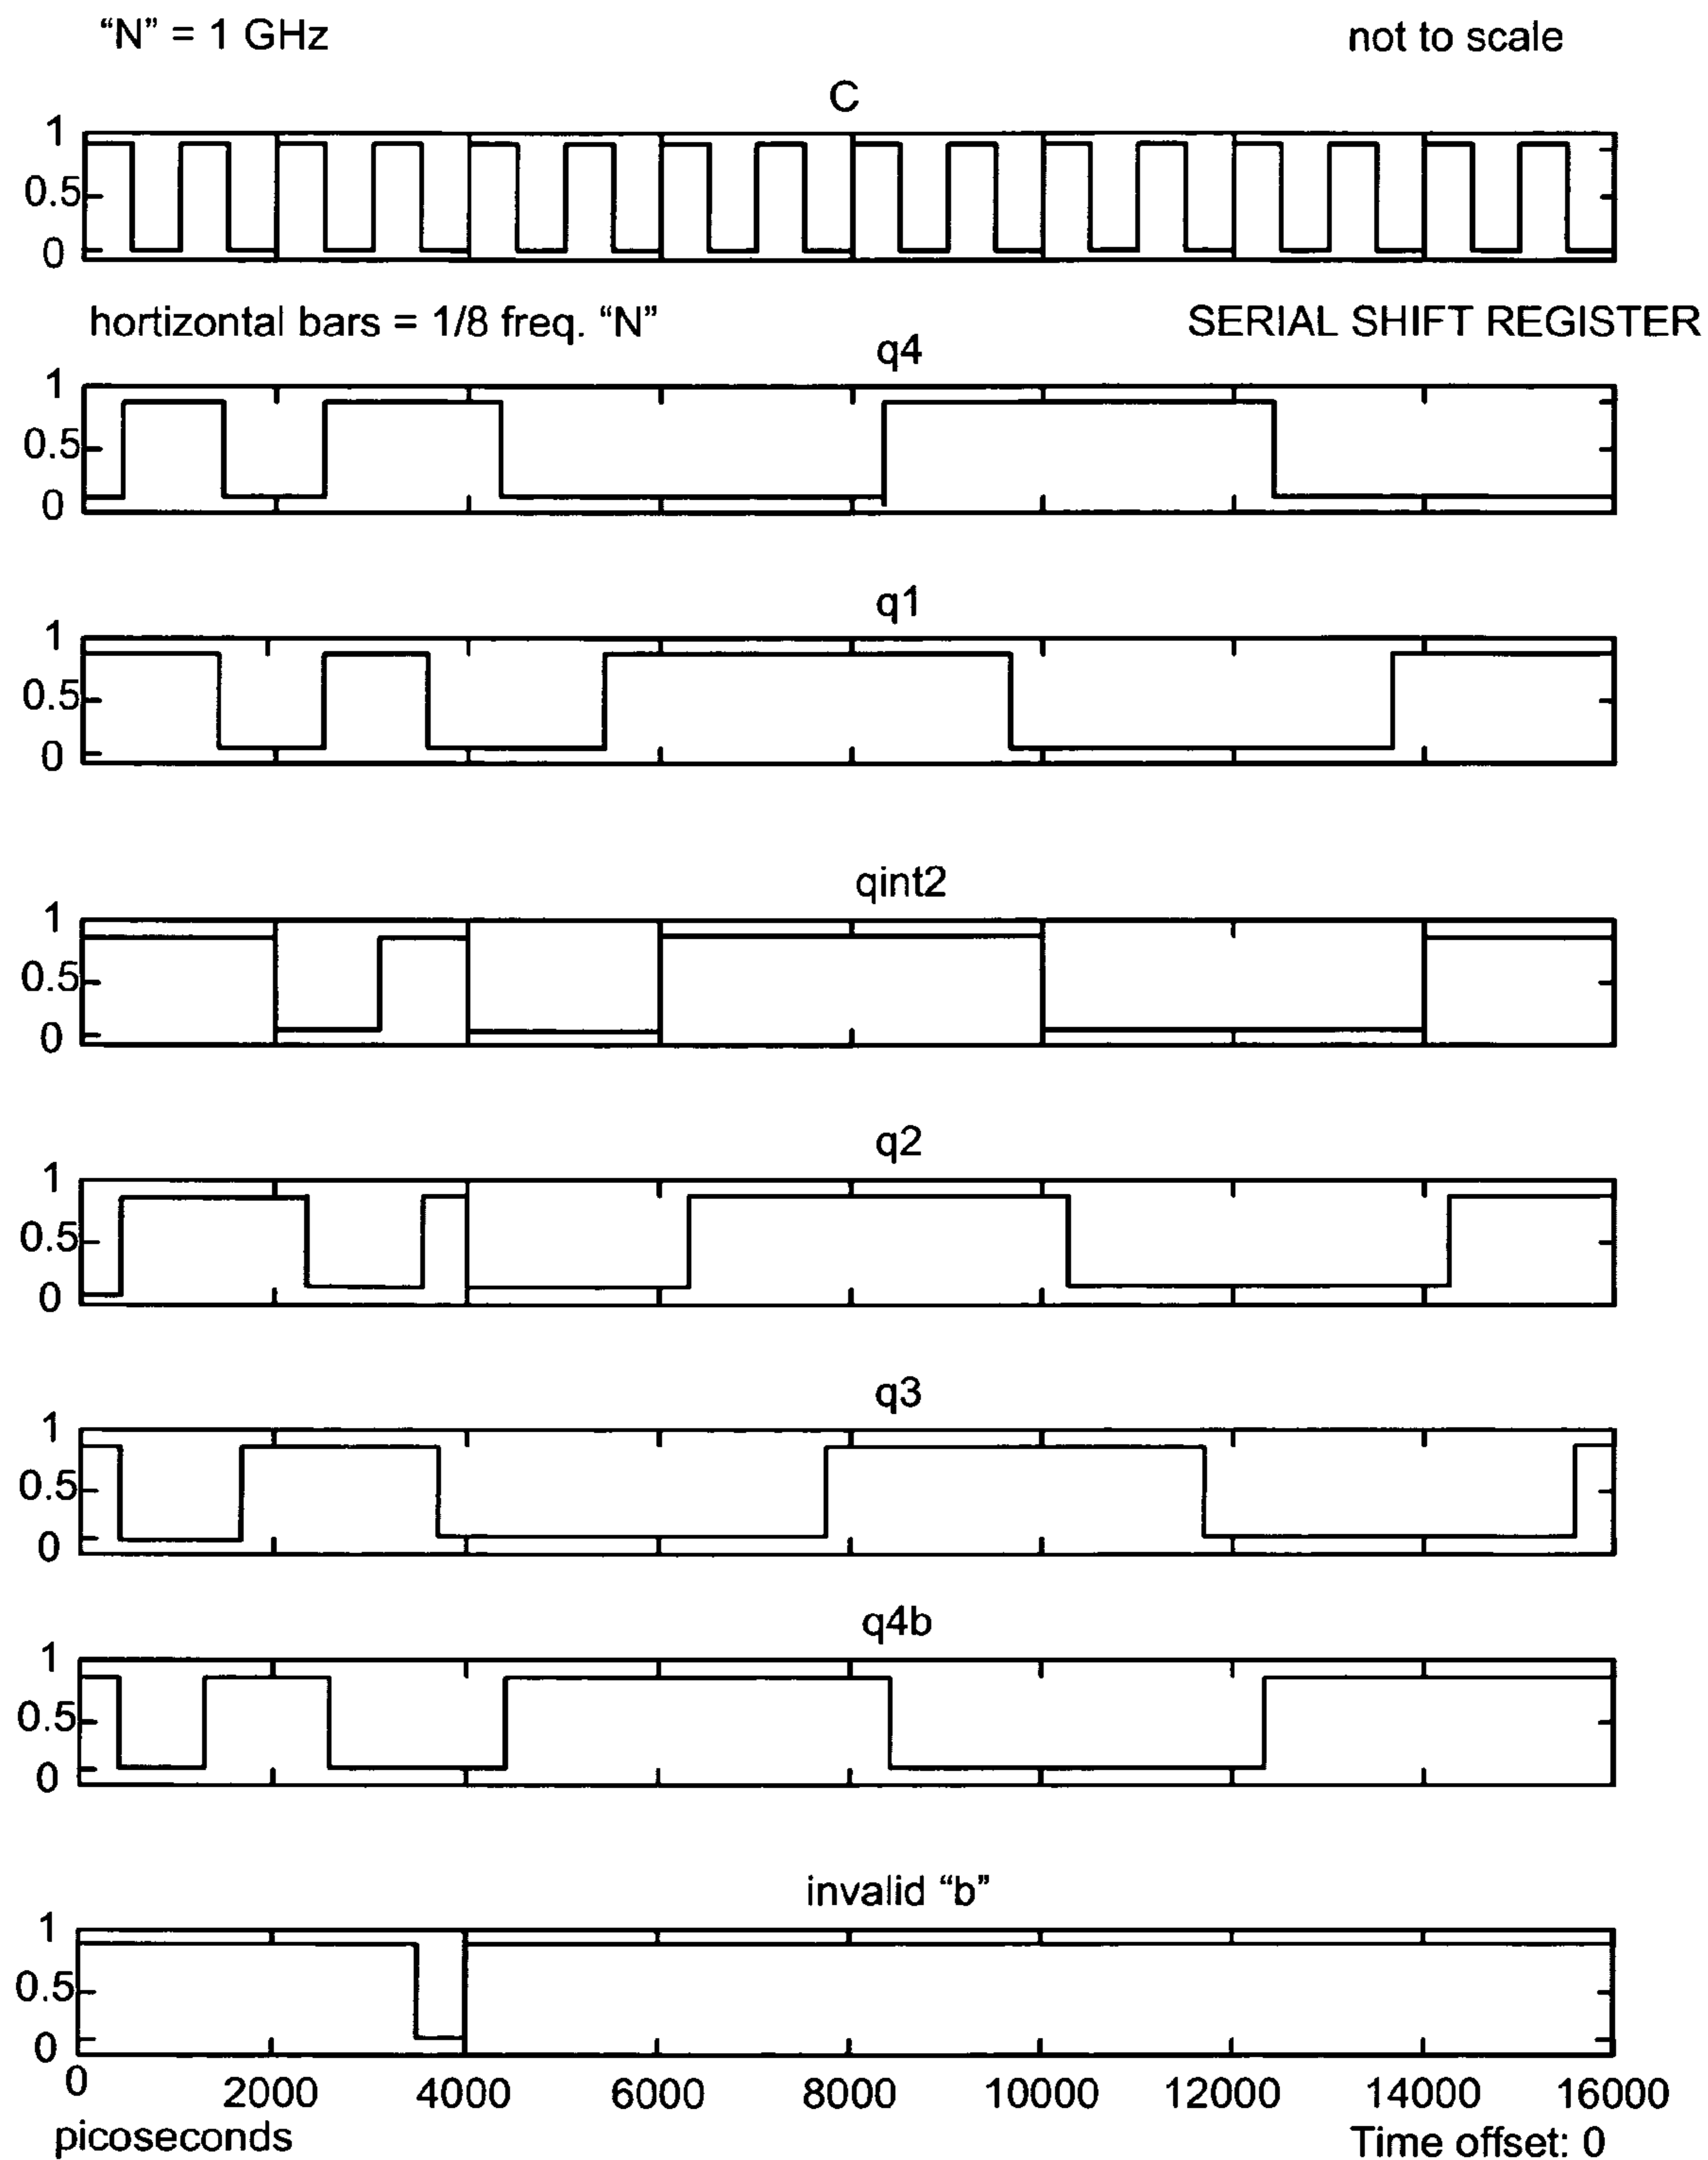 “N” = 1 GHz not to scale
C
1
0.5
0
hortizontal bars = 1/8 freq. “N” SERIAL SHIFT REGISTER
q4
1
0.5
0
q1
1
0.5
0
qint2
1
0.5
0
q2
1
0.5
0
q3
1
0.5
0
q4b
1
0.5
0
invalid “b”
1
0.5
0
0 2000 4000 6000 8000 10000 12000 14000 16000
picoseconds Time offset: 0